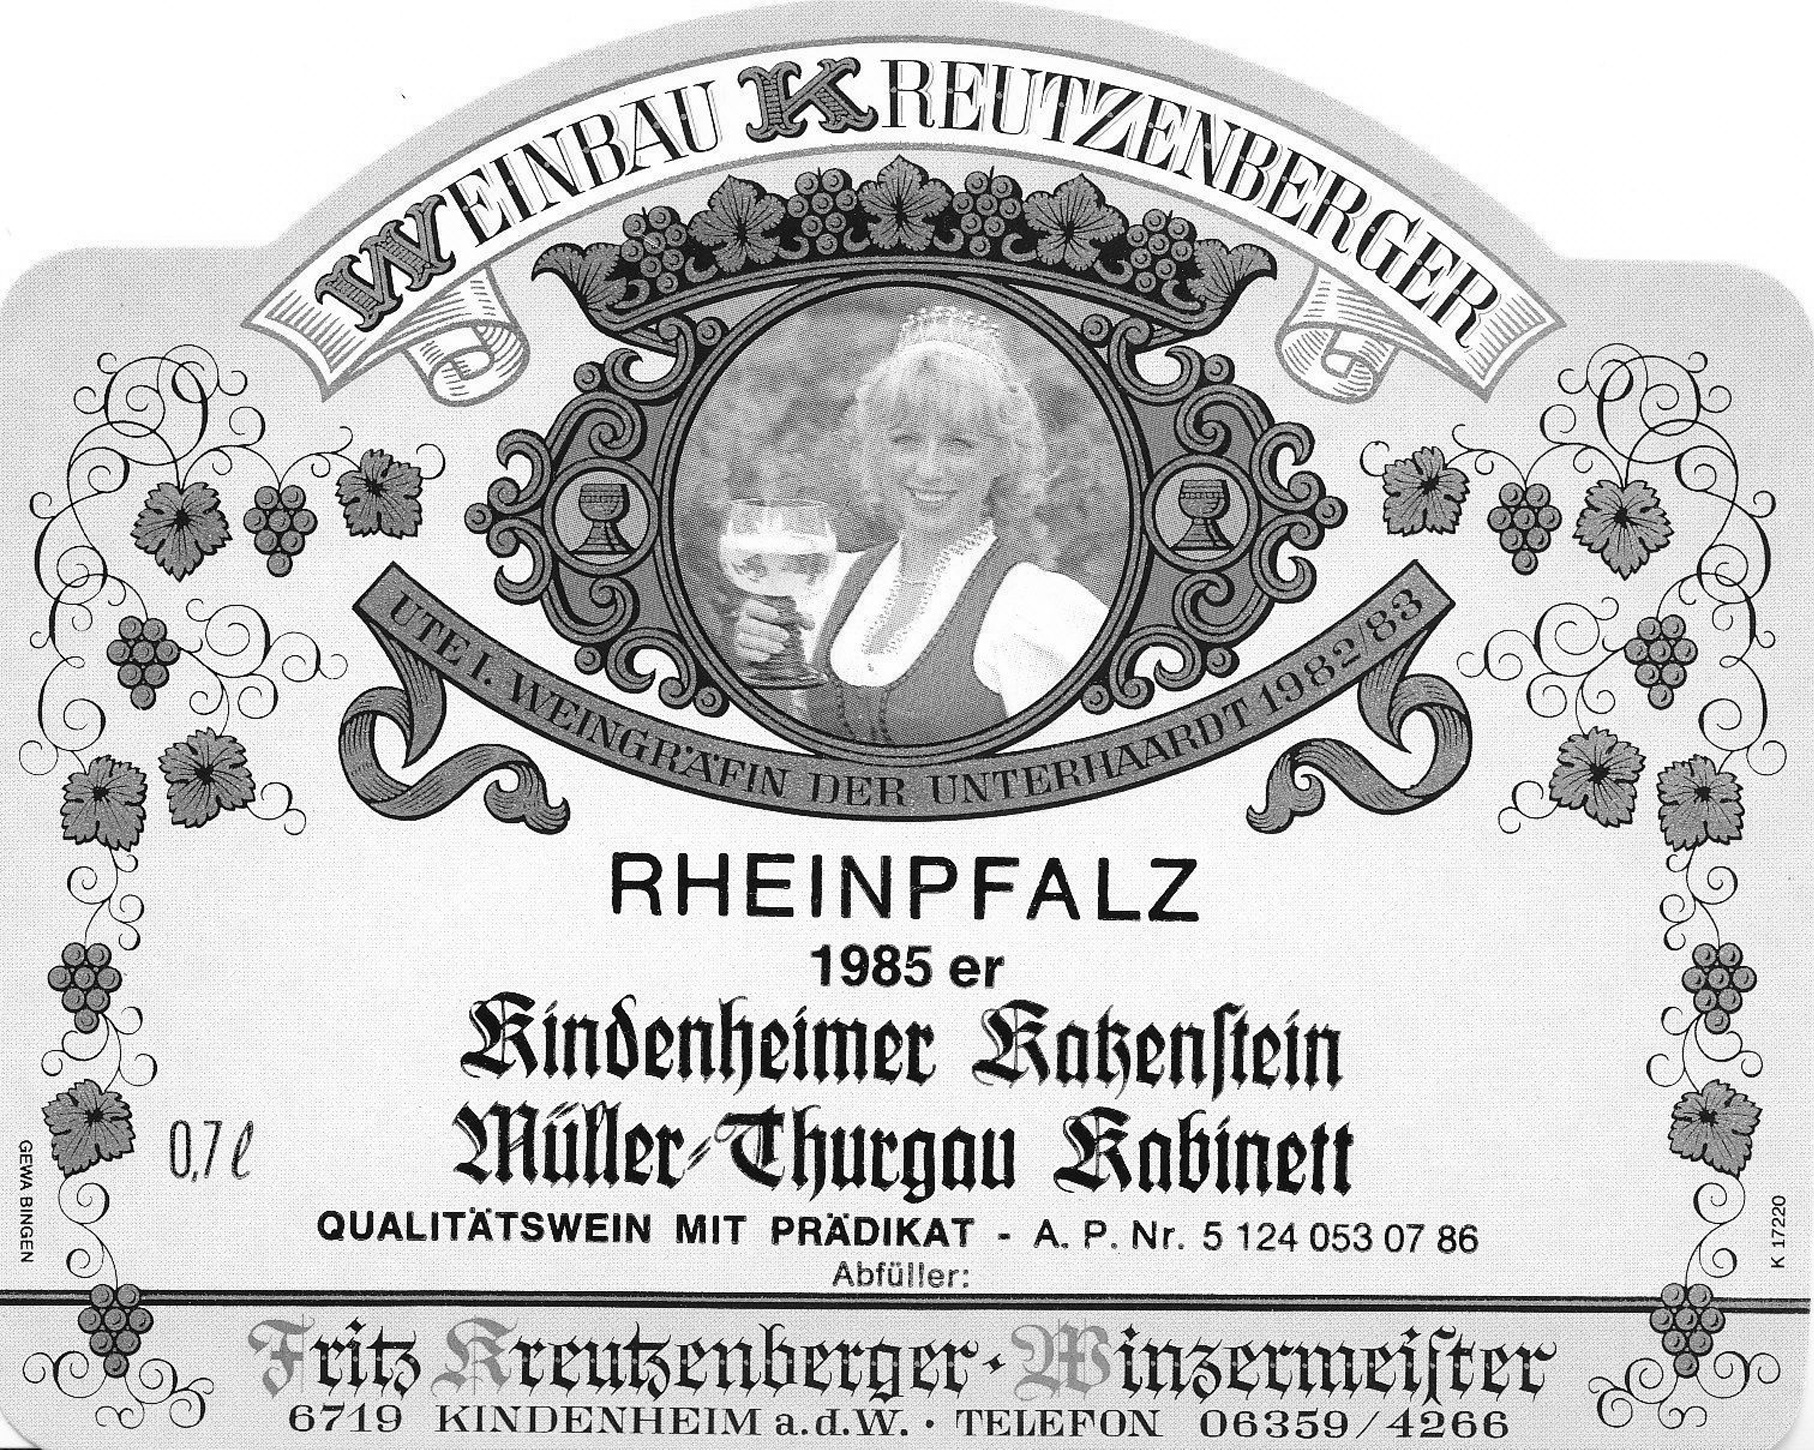 WEINBAU KREUTZENBERGER
UTE I. WEINGRÄFIN DER UNTERHAARDT 1982/83
RHEINPFALZ
1985 er
Kindenheimer Katzenstein
Müller-Thurgau Kabinett
0,7 l
QUALITÄTSWEIN MIT PRÄDIKAT - A. P. Nr. 5 124 053 07 86
Abfüller:
GEWA BINGEN
K 17220
Fritz Kreutzenberger · Winzermeister
6719 KINDENHEIM a.d.W. · TELEFON 06359/4266